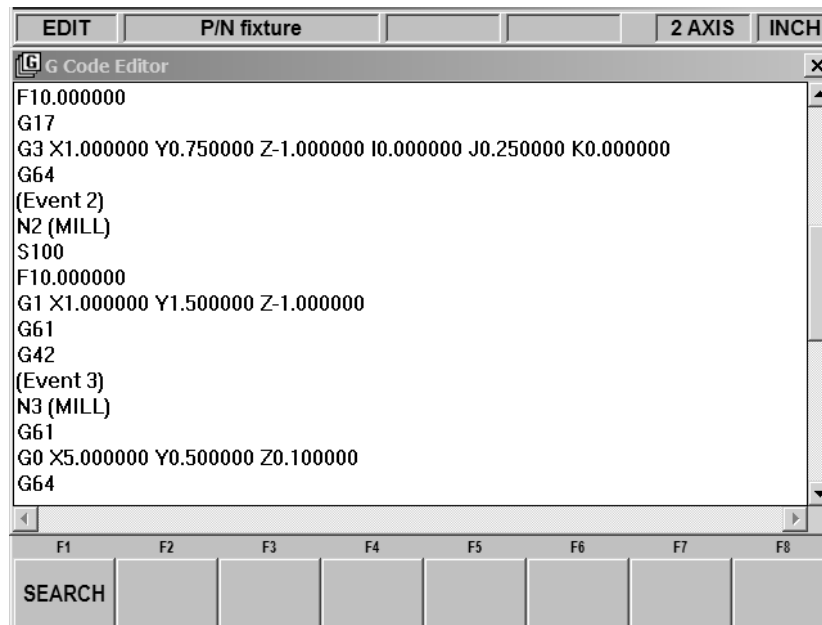 EDIT P/N fixture 2 AXIS INCH
G G Code Editor
F10.000000
G17
G3 X1.000000 Y0.750000 Z-1.000000 I0.000000 J0.250000 K0.000000
G64
(Event 2)
N2 (MILL)
S100
F10.000000
G1 X1.000000 Y1.500000 Z-1.000000
G61
G42
(Event 3)
N3 (MILL)
G61
G0 X5.000000 Y0.500000 Z0.100000
G64
F1 F2 F3 F4 F5 F6 F7 F8
SEARCH